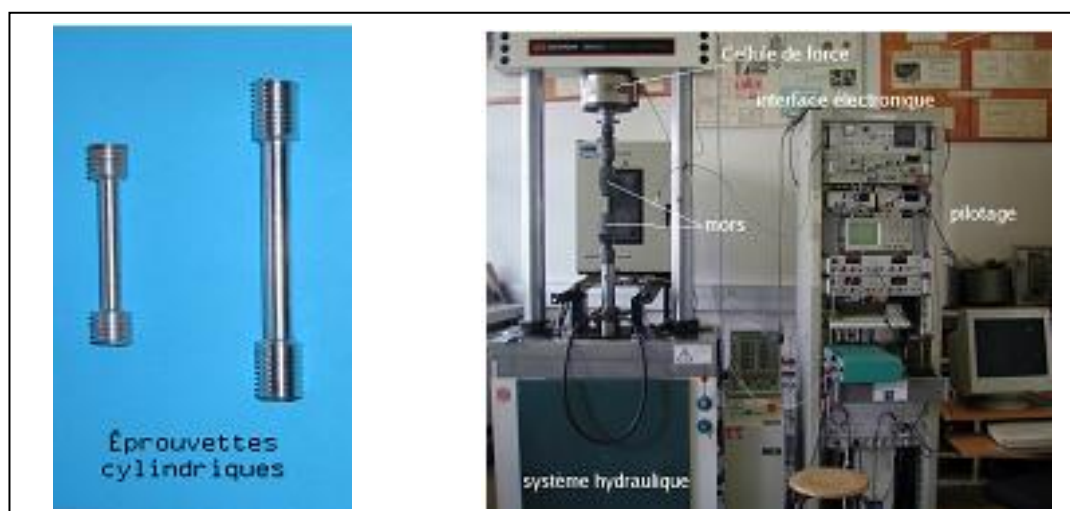 Éprouvettes
cylindriques
Cellule de force
interface électronique
mors
pilotage
système hydraulique